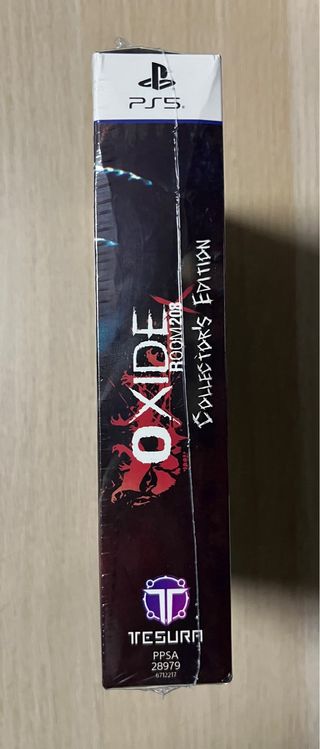 PS5
OXIDE
ROOM 208
COLLECTOR'S EDITION
TESURA
PPSA
28979
6712217